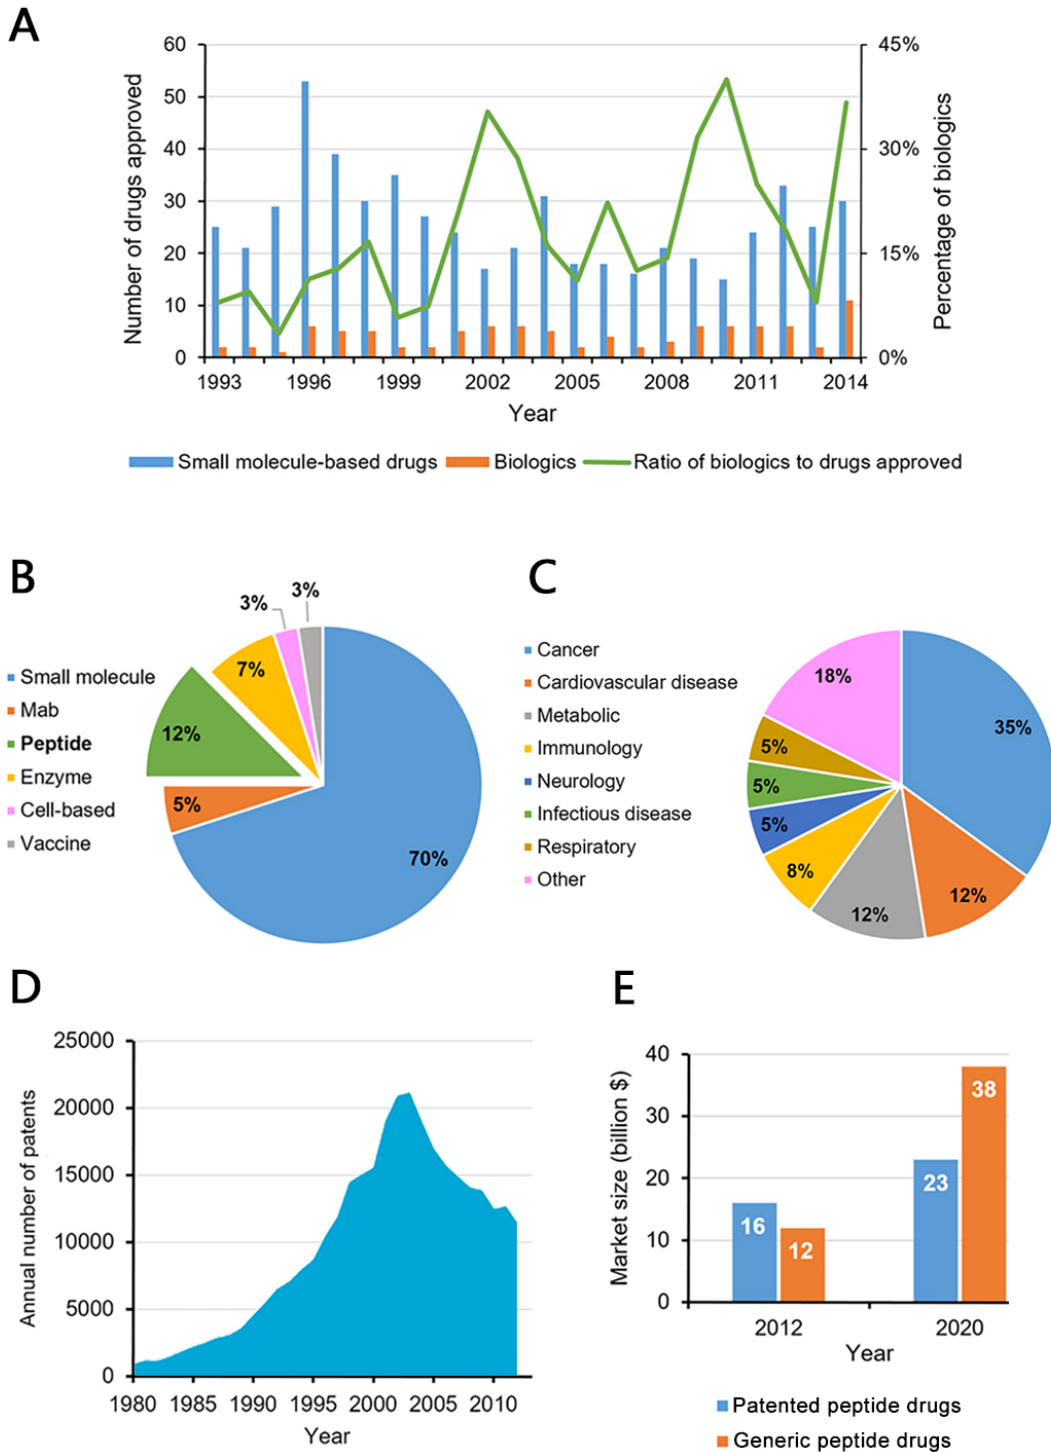 A
60
50
40
30
20
10
0
Number of drugs approved
45%
30%
15%
0%
Percentage of biologics
1993 1996 1999 2002 2005 2008 2011 2014
Year
Small molecule-based drugs Biologics Ratio of biologics to drugs approved
B
Small molecule
Mab
Peptide
Enzyme
Cell-based
Vaccine
3%
3%
7%
12%
5%
70%
C
Cancer
Cardiovascular disease
Metabolic
Immunology
Neurology
Infectious disease
Respiratory
Other
18%
35%
5%
5%
5%
8%
12%
12%
D
25000
20000
15000
10000
5000
0
Annual number of patents
1980 1985 1990 1995 2000 2005 2010
Year
E
40
30
20
10
0
Market size (billion $)
16
12
23
38
2012 2020
Year
Patented peptide drugs
Generic peptide drugs